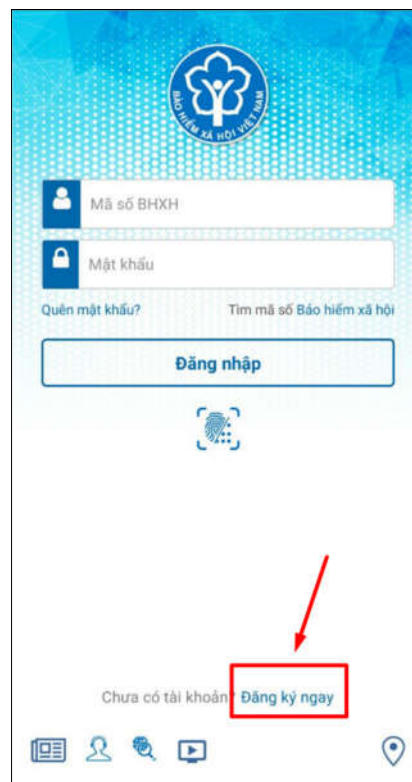 BẢO HIỂM XÃ HỘI VIỆT NAM
Mã số BHXH
Mật khẩu
Quên mật khẩu? Tìm mã số Bảo hiểm xã hội
Đăng nhập
Chưa có tài khoản? Đăng ký ngay